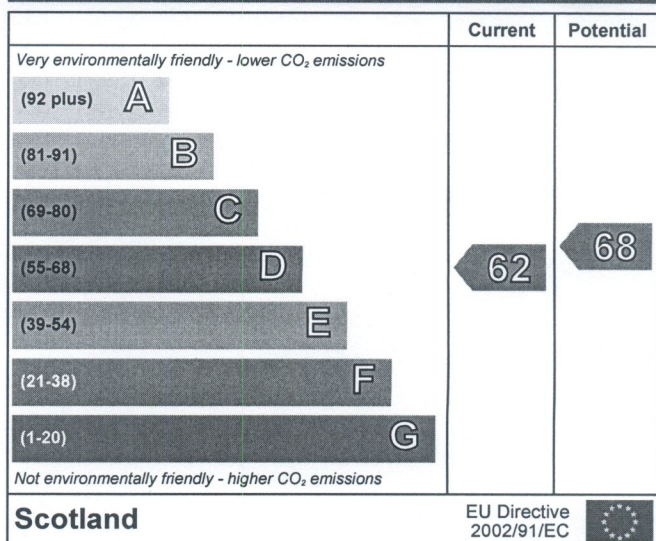 Current Potential
Very environmentally friendly - lower CO₂ emissions
(92 plus) A
(81-91) B
(69-80) C
(55-68) D
62
68
(39-54) E
(21-38) F
(1-20) G
Not environmentally friendly - higher CO₂ emissions
Scotland
EU Directive
2002/91/EC